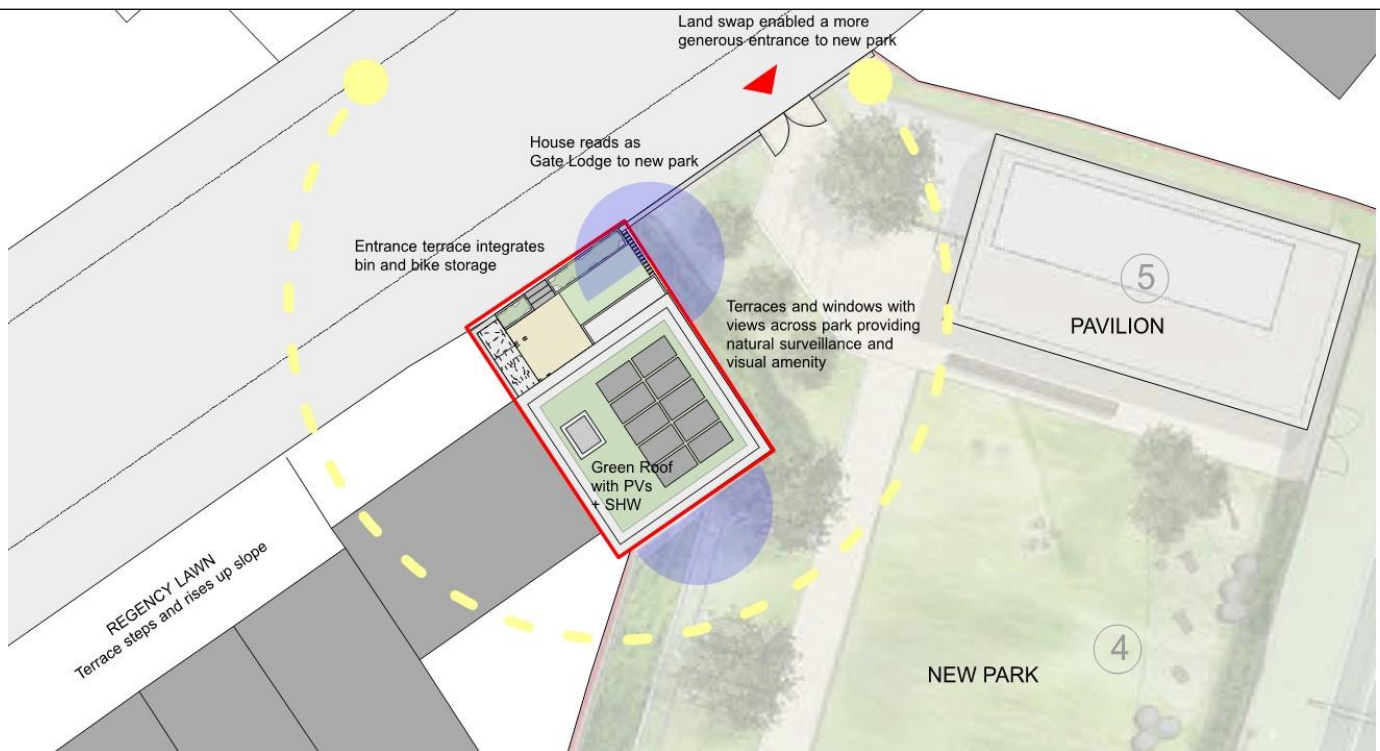 Land swap enabled a more
generous entrance to new park
House reads as
Gate Lodge to new park
Entrance terrace integrates
bin and bike storage
Terraces and windows with
views across park providing
natural surveillance and
visual amenity
5
PAVILION
Green Roof
with PVs
+ SHW
REGENCY LAWN
Terrace steps and rises up slope
4
NEW PARK